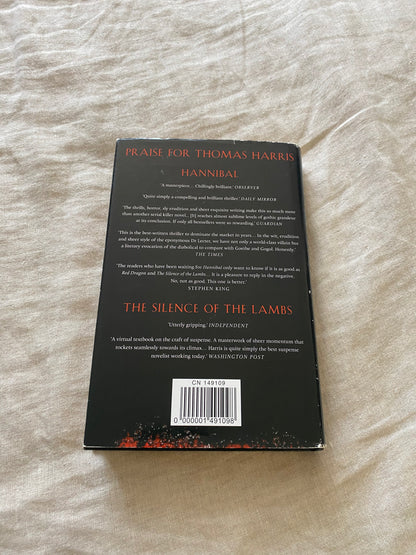 PRAISE FOR THOMAS HARRIS
HANNIBAL
'A masterpiece... Chillingly brilliant.' OBSERVER
'Quite simply a compelling and brilliant thriller.' DAILY MIRROR
'The thrills, horror, sly erudition and sheer exquisite writing make this so much more
than another serial killer novel... [It] reaches almost sublime levels of gothic grandeur
at its conclusion. If only all bestsellers were so rewarding.' GUARDIAN
'This is the best-written thriller to dominate the market in years... In the wit, erudition
and sheer style of the eponymous Dr Lecter, we have not only a world-class villain but
a literary evocation of the diabolical to compare with Goethe and Gogol. Honestly.'
THE TIMES
'The readers who have been waiting for Hannibal only want to know if it is as good as
Red Dragon and The Silence of the Lambs... It is a pleasure to reply in the negative.
No, not as good. This one is better.'
STEPHEN KING
THE SILENCE OF THE LAMBS
'Utterly gripping.' INDEPENDENT
'A virtual textbook on the craft of suspense. A masterwork of sheer momentum that
rockets seamlessly towards its climax... Harris is quite simply the best suspense
novelist working today.' WASHINGTON POST
CN 149109
0 000001 491098